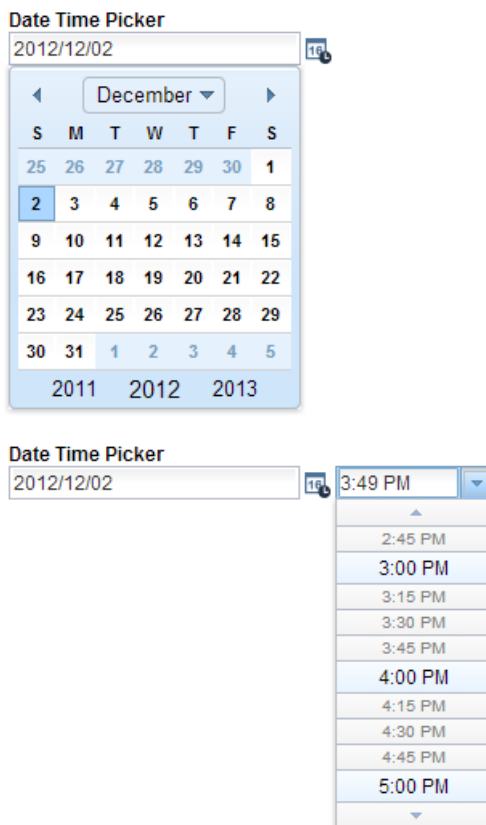 Date Time Picker
2012/12/02
16
December
S M T W T F S
25 26 27 28 29 30 1
2 3 4 5 6 7 8
9 10 11 12 13 14 15
16 17 18 19 20 21 22
23 24 25 26 27 28 29
30 31 1 2 3 4 5
2011 2012 2013
Date Time Picker
2012/12/02 16 3:49 PM
2:45 PM
3:00 PM
3:15 PM
3:30 PM
3:45 PM
4:00 PM
4:15 PM
4:30 PM
4:45 PM
5:00 PM